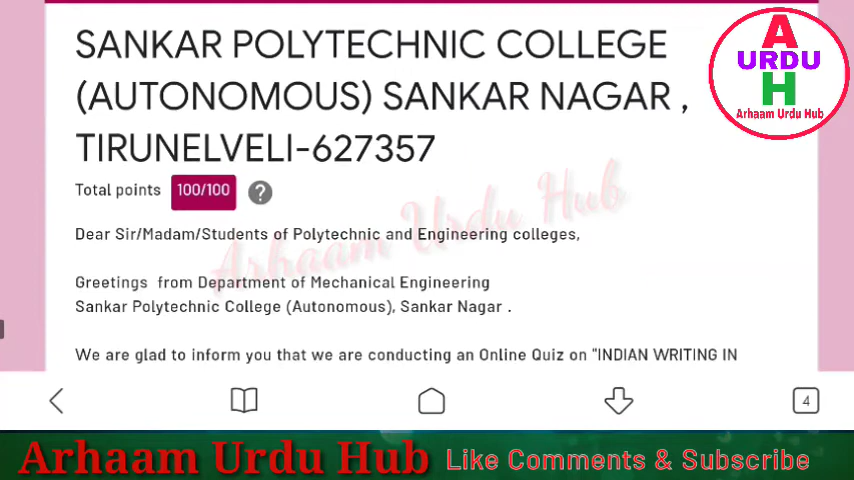 SANKAR POLYTECHNIC COLLEGE
(AUTONOMOUS) SANKAR NAGAR ,
TIRUNELVELI-627357
Total points 100/100 ?
Dear Sir/Madam/Students of Polytechnic and Engineering colleges,
Greetings from Department of Mechanical Engineering
Sankar Polytechnic College (Autonomous), Sankar Nagar .
We are glad to inform you that we are conducting an Online Quiz on "INDIAN WRITING IN
4
A
URDU
H
Arhaam Urdu Hub
Arhaam Urdu Hub
Arhaam Urdu Hub Like Comments & Subscribe